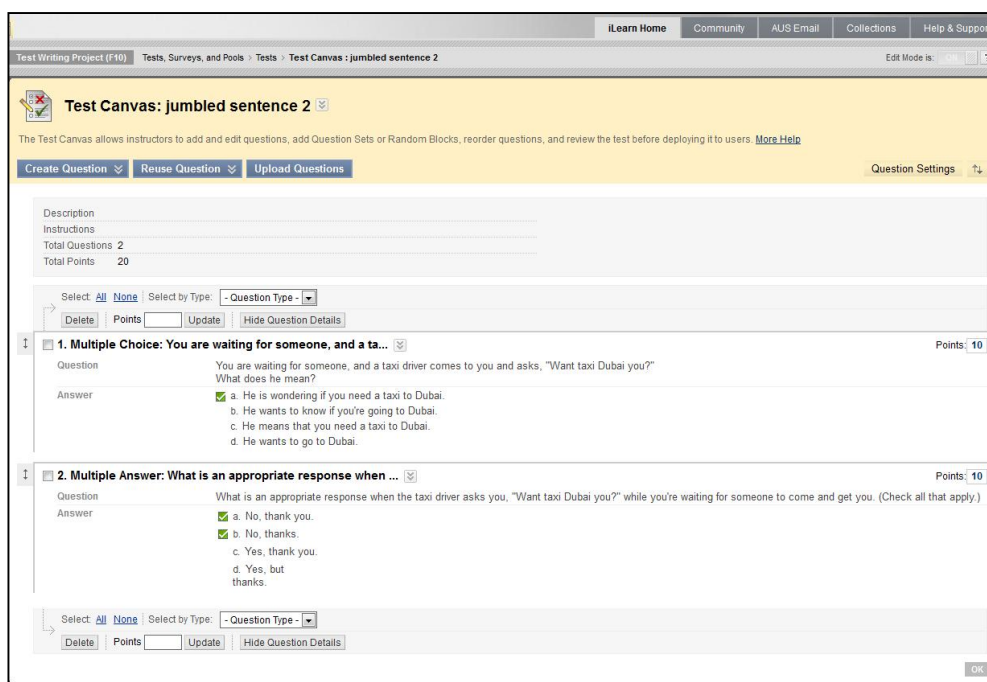 iLearn Home Community AUS Email Collections Help & Suppor
Test Writing Project (F10) Tests, Surveys, and Pools > Tests > Test Canvas : jumbled sentence 2 Edit Mode is:
Test Canvas: jumbled sentence 2
The Test Canvas allows instructors to add and edit questions, add Question Sets or Random Blocks, reorder questions, and review the test before deploying it to users. More Help
Create Question Reuse Question Upload Questions Question Settings
Description
Instructions
Total Questions 2
Total Points 20
Select: All None Select by Type: - Question Type -
Delete Points Update Hide Question Details
1. Multiple Choice: You are waiting for someone, and a ta... Points: 10
Question You are waiting for someone, and a taxi driver comes to you and asks, "Want taxi Dubai you?"
What does he mean?
Answer a. He is wondering if you need a taxi to Dubai.
b. He wants to know if you're going to Dubai.
c. He means that you need a taxi to Dubai.
d. He wants to go to Dubai.
2. Multiple Answer: What is an appropriate response when ... Points: 10
Question What is an appropriate response when the taxi driver asks you, "Want taxi Dubai you?" while you're waiting for someone to come and get you. (Check all that apply.)
Answer a. No, thank you.
b. No, thanks.
c. Yes, thank you.
d. Yes, but
thanks.
Select: All None Select by Type: - Question Type -
Delete Points Update Hide Question Details
OK